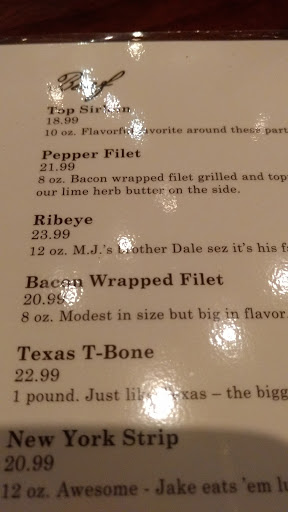 Beef
Top Sirloin
18.99
10 oz. Flavorful favorite around these part
Pepper Filet
21.99
8 oz. Bacon wrapped filet grilled and top
our lime herb butter on the side.
Ribeye
23.99
12 oz. M.J.'s brother Dale sez it's his f
Bacon Wrapped Filet
20.99
8 oz. Modest in size but big in flavor.
Texas T-Bone
22.99
1 pound. Just like Texas – the bigg
New York Strip
20.99
12 oz. Awesome - Jake eats 'em lu